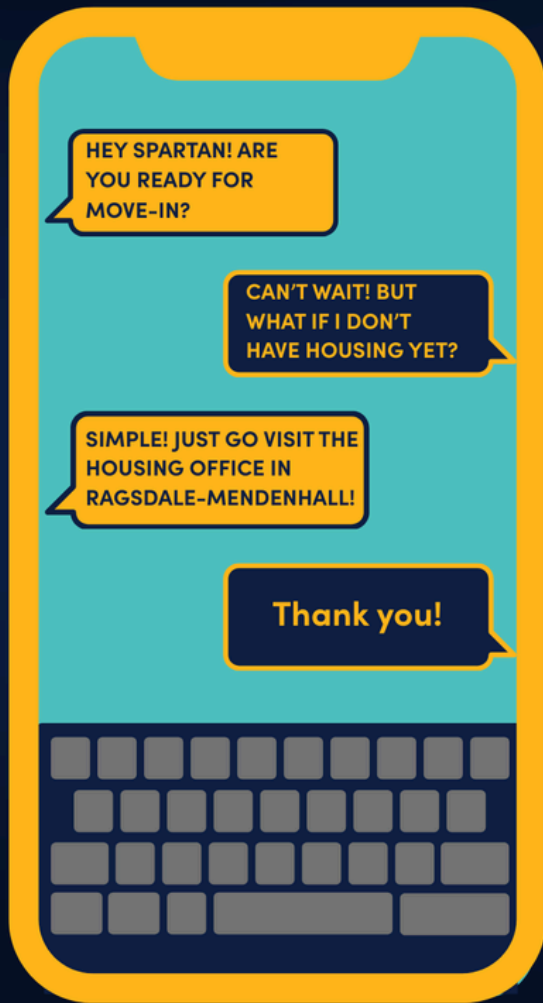 HEY SPARTAN! ARE
YOU READY FOR
MOVE-IN?
CAN'T WAIT! BUT
WHAT IF I DON'T
HAVE HOUSING YET?
SIMPLE! JUST GO VISIT THE
HOUSING OFFICE IN
RAGSDALE-MENDENHALL!
Thank you!